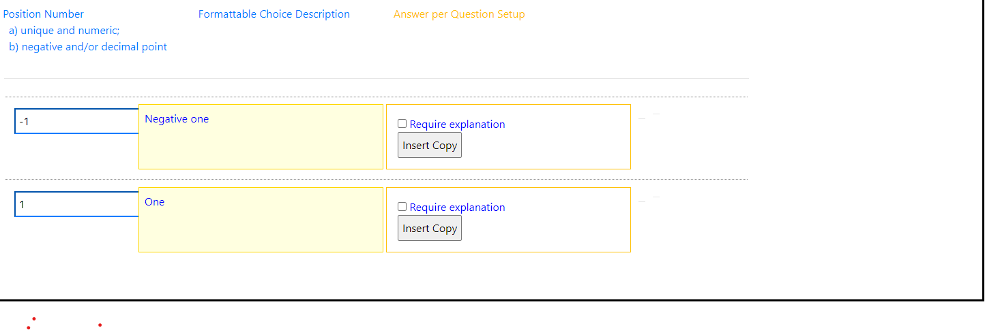 Position Number Formattable Choice Description Answer per Question Setup
a) unique and numeric;
b) negative and/or decimal point
-1 Negative one Require explanation
Insert Copy
1 One Require explanation
Insert Copy